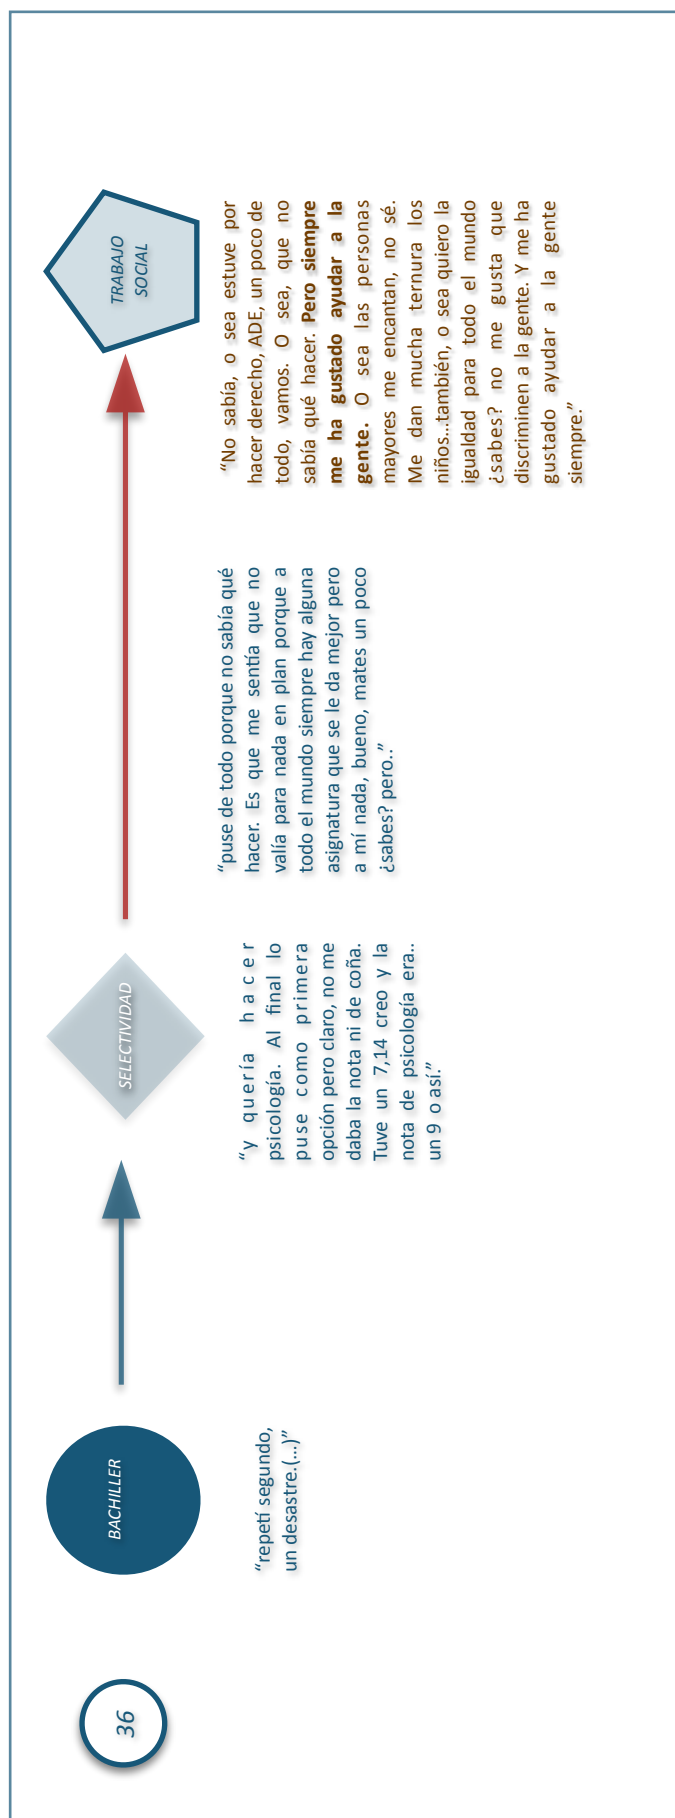 36
BACHILLER
“repetí segundo,
un desastre.(...)”
SELECTIVIDAD
“y quería hacer
psicología. Al final lo
puse como primera
opción pero claro, no me
daba la nota ni de coña.
Tuve un 7,14 creo y la
nota de psicología era..
un 9 o así.”
“puse de todo porque no sabía qué
hacer. Es que me sentía que no
valía para nada en plan porque a
todo el mundo siempre hay alguna
asignatura que se le da mejor pero
a mí nada, bueno, mates un poco
¿sabes? pero..”
TRABAJO
SOCIAL
“No sabía, o sea estuve por
hacer derecho, ADE, un poco de
todo, vamos. O sea, que no
sabía qué hacer. Pero siempre
me ha gustado ayudar a la
gente. O sea las personas
mayores me encantan, no sé.
Me dan mucha ternura los
niños...también, o sea quiero la
igualdad para todo el mundo
¿sabes? no me gusta que
discriminen a la gente. Y me ha
gustado ayudar a la gente
siempre.”